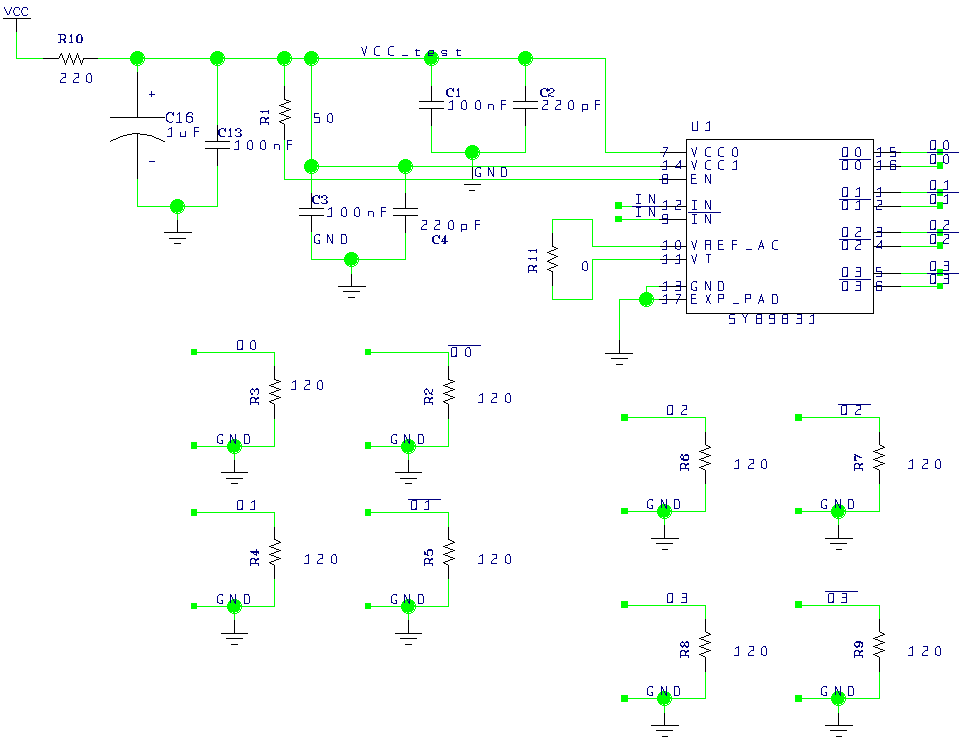 VCC
R10
220
VCC_test
+
C16
1uF
-
C13
100nF
R1
50
C1
100nF
C2
220pF
GND
C3
100nF
GND
220pF
C4
U1
7 VCCO
14 VCC1
8 EN
IN 12 IN
IN 9 IN
10 VREF_AC
11 VT
13 GND
17 EXP_PAD
Q0 15 Q0
Q0 16 Q0
Q1 1 Q1
Q1 2 Q1
Q2 3 Q2
Q2 4 Q2
Q3 5 Q3
Q3 6 Q3
SY89831
R11
0
Q0
R3
120
GND
Q0
R2
120
GND
Q1
R4
120
GND
Q1
R5
120
GND
Q2
R6
120
GND
Q2
R7
120
GND
Q3
R8
120
GND
Q3
R9
120
GND